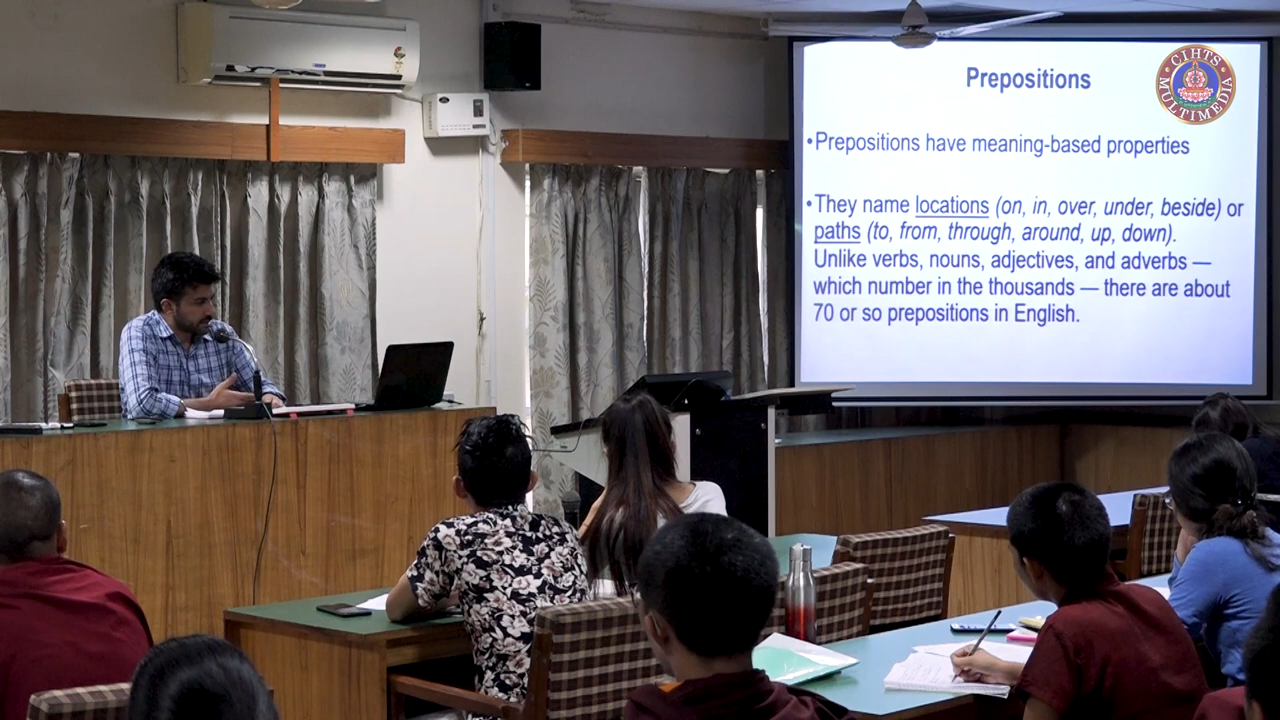 Prepositions
CIHTS
MULTIMEDIA
•Prepositions have meaning-based properties
•They name locations (on, in, over, under, beside) or
paths (to, from, through, around, up, down).
Unlike verbs, nouns, adjectives, and adverbs —
which number in the thousands — there are about
70 or so prepositions in English.